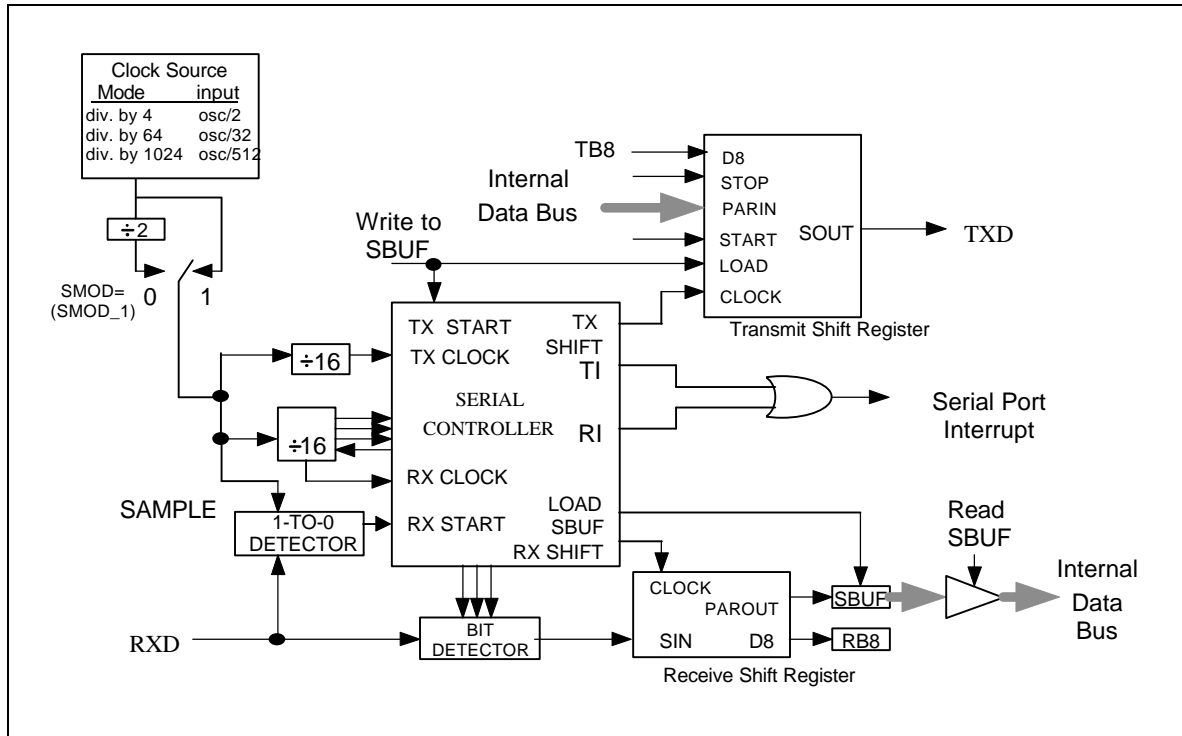 Clock Source
Mode input
div. by 4 osc/2
div. by 64 osc/32
div. by 1024 osc/512
÷2
SMOD=
(SMOD_1)
0 1
TB8
Internal
Data Bus
Write to
SBUF
D8
STOP
PARIN
START
LOAD
CLOCK
SOUT
TXD
Transmit Shift Register
÷16
÷16
TX START
TX CLOCK
SERIAL
CONTROLLER
RX CLOCK
RX START
TX
SHIFT
TI
RI
LOAD
SBUF
RX SHIFT
Serial Port
Interrupt
SAMPLE
1-TO-0
DETECTOR
RXD
BIT
DETECTOR
CLOCK
PAROUT
SIN D8
Receive Shift Register
SBUF
RB8
Read
SBUF
Internal
Data
Bus